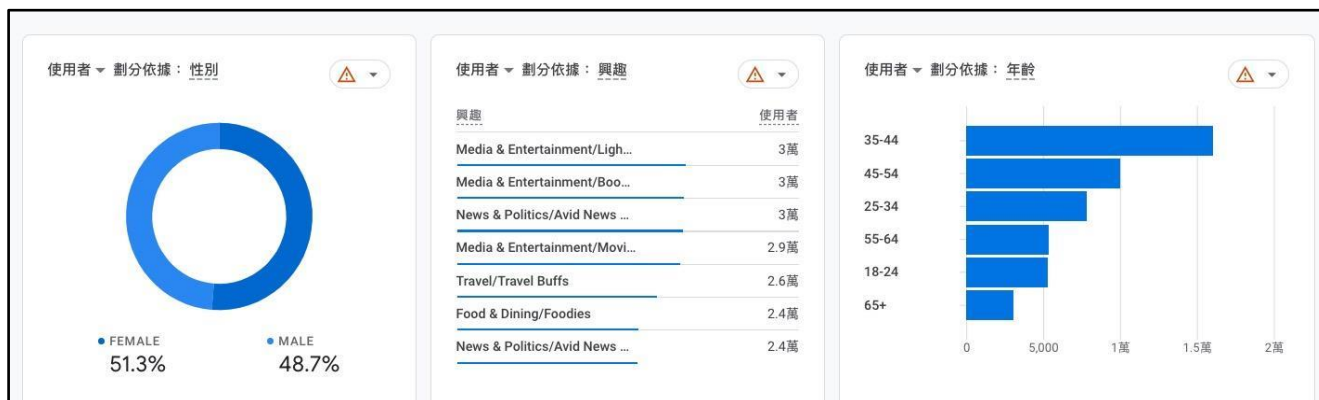 使用者 劃分依據： 性別
FEMALE
51.3%
MALE
48.7%
使用者 劃分依據： 興趣
興趣 使用者
Media & Entertainment/Ligh... 3萬
Media & Entertainment/Boo... 3萬
News & Politics/Avid News ... 3萬
Media & Entertainment/Movi... 2.9萬
Travel/Travel Buffs 2.6萬
Food & Dining/Foodies 2.4萬
News & Politics/Avid News ... 2.4萬
使用者 劃分依據： 年齡
35-44
45-54
25-34
55-64
18-24
65+
0 5,000 1萬 1.5萬 2萬